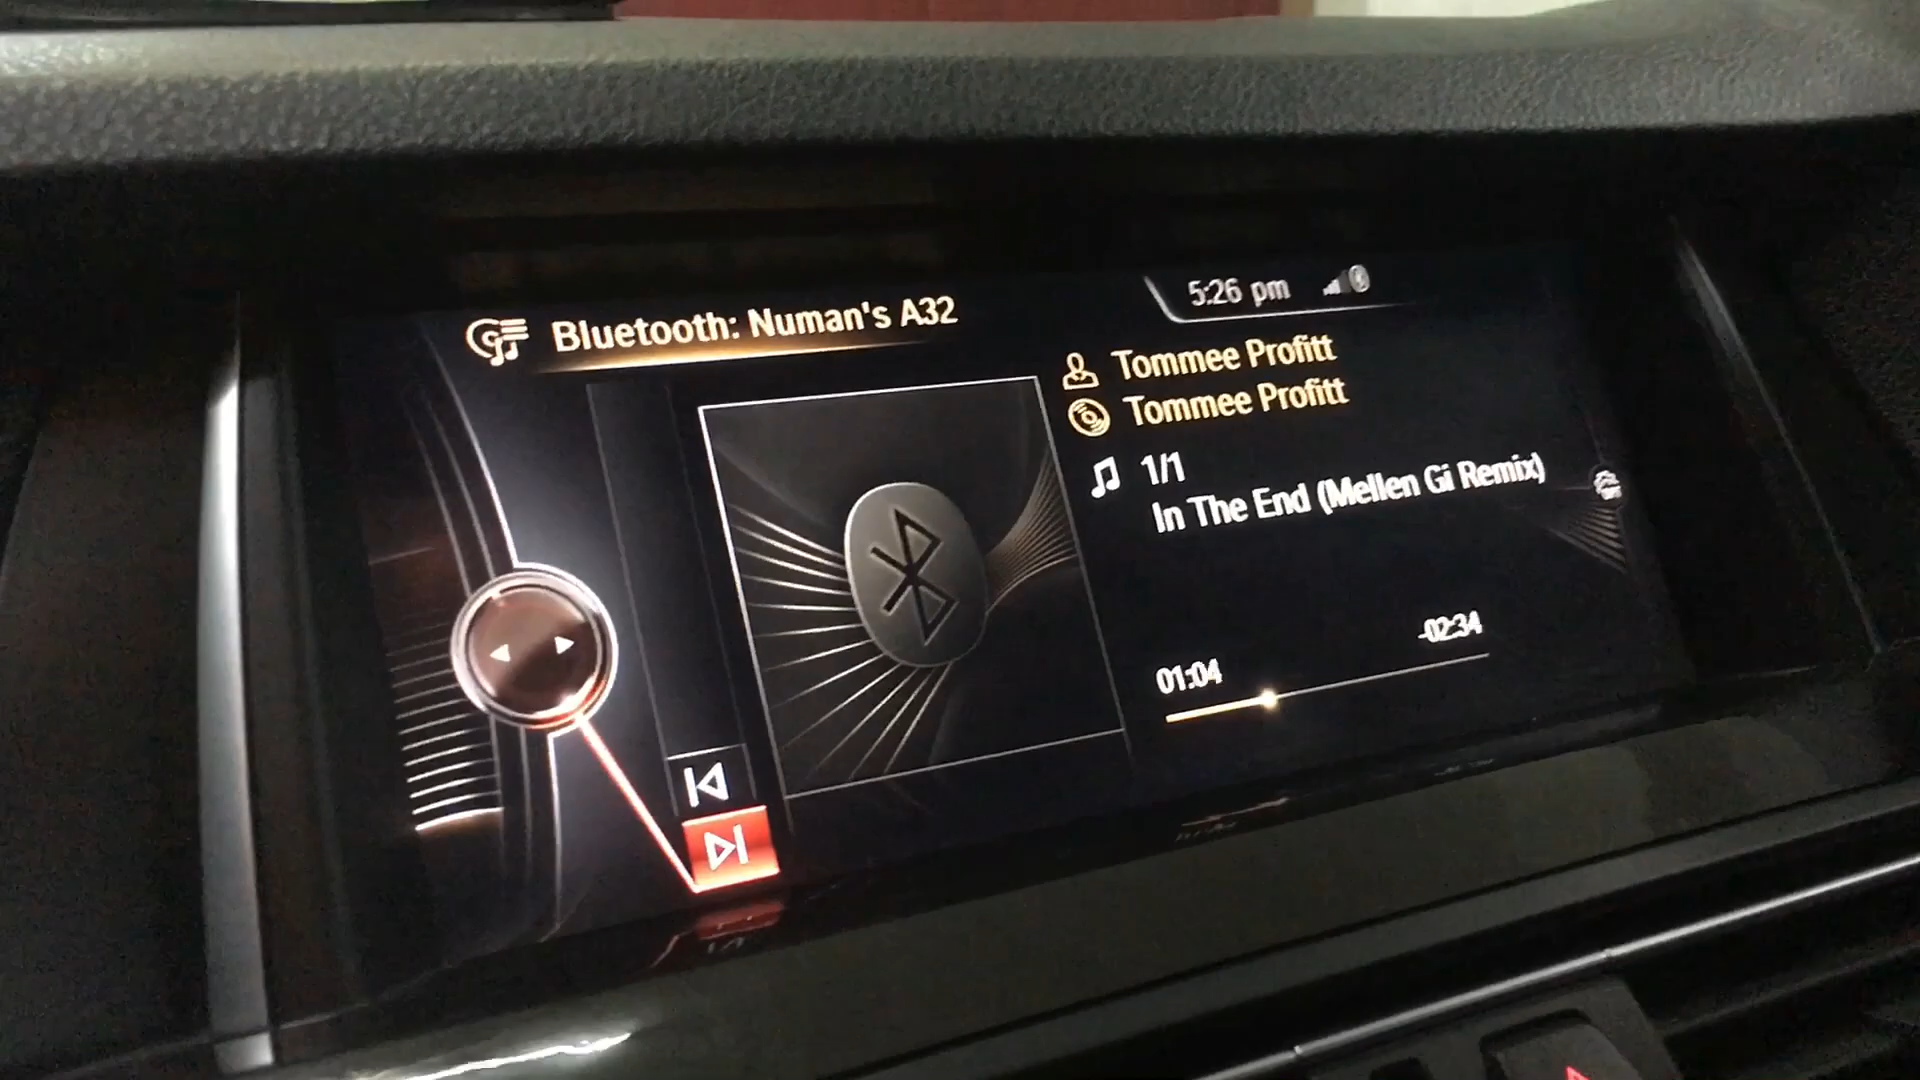 Bluetooth: Numan's A32
5:26 pm
Tommee Profitt
Tommee Profitt
1/1
In The End (Mellen Gi Remix)
01:04
-02:34